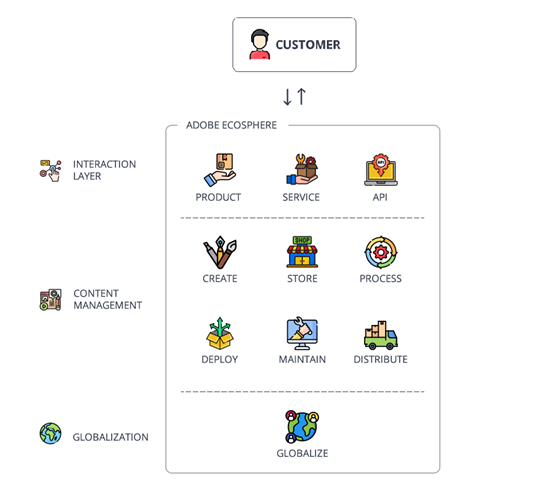 CUSTOMER
ADOBE ECOSPHERE
INTERACTION
LAYER
PRODUCT
SERVICE
API
API
CONTENT
MANAGEMENT
SHOP
CREATE
STORE
PROCESS
DEPLOY
MAINTAIN
DISTRIBUTE
GLOBALIZATION
GLOBALIZE